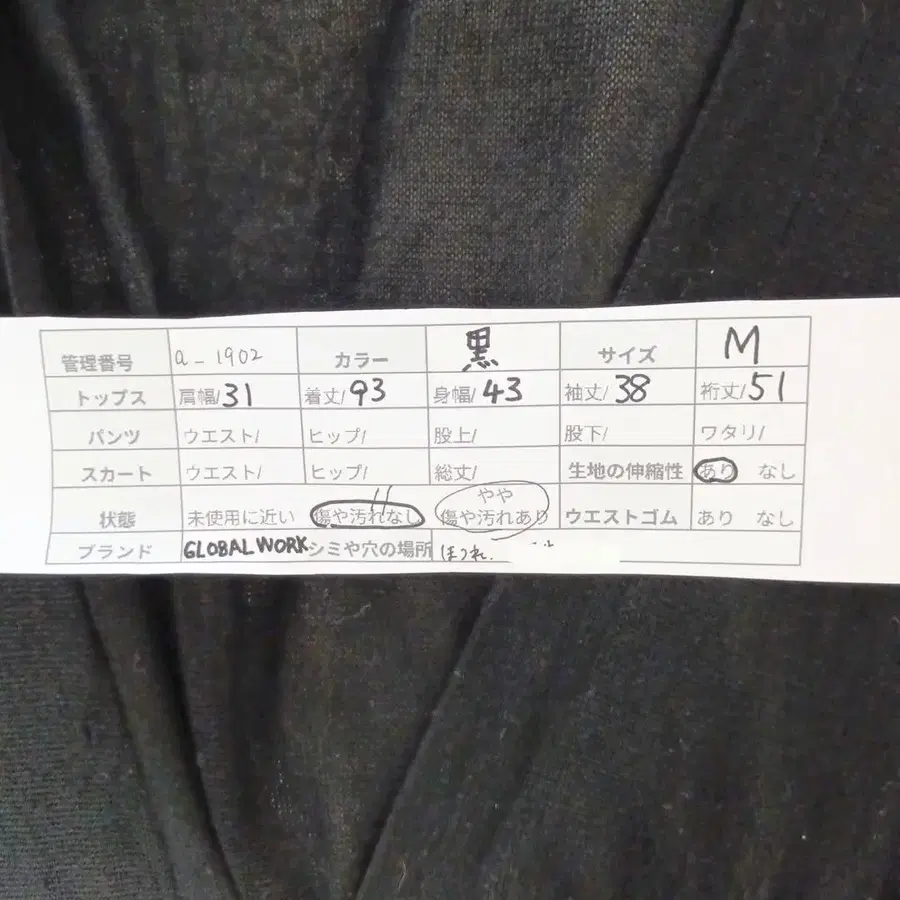 管理番号 a-1902 カラー 黒 サイズ M
トップス 肩幅/31 着丈/93 身幅/43 袖丈/38 裄丈/51
パンツ ウエスト/ ヒップ/ 股上/ 股下/ ワタリ/
スカート ウエスト/ ヒップ/ 総丈/ 生地の伸縮性 あり なし
やや
状態 未使用に近い 傷や汚れなし 傷や汚れあり ウエストゴム あり なし
ブランド GLOBAL WORK シミや穴の場所 ほつれ.